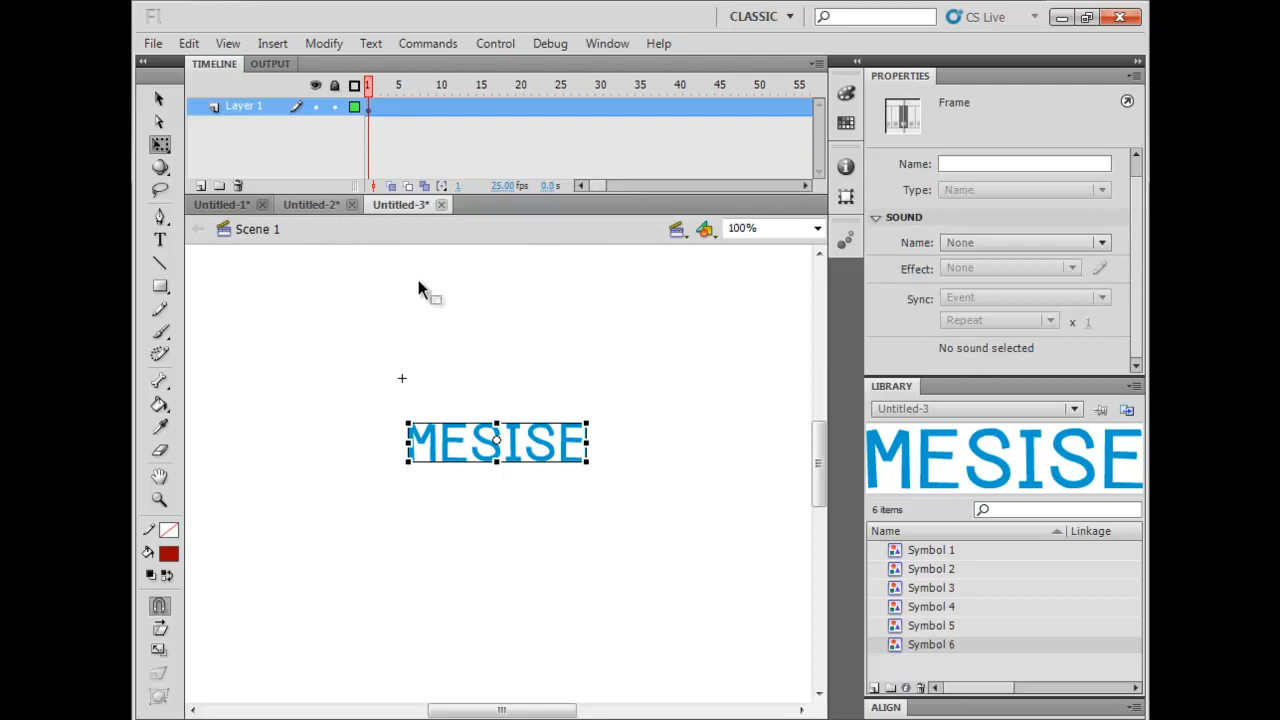 Fl CLASSIC CS Live
File Edit View Insert Modify Text Commands Control Debug Window Help
TIMELINE OUTPUT
1 5 10 15 20 25 30 35 40 45 50 55
Layer 1
1 25.00 fps 0.0 s
Untitled-1* Untitled-2* Untitled-3*
Scene 1 100%
MESISE
PROPERTIES
Frame
Name:
Type: Name
SOUND
Name: None
Effect: None
Sync: Event
Repeat x 1
No sound selected
LIBRARY
Untitled-3
MESISE
6 items
Name Linkage
Symbol 1
Symbol 2
Symbol 3
Symbol 4
Symbol 5
Symbol 6
ALIGN